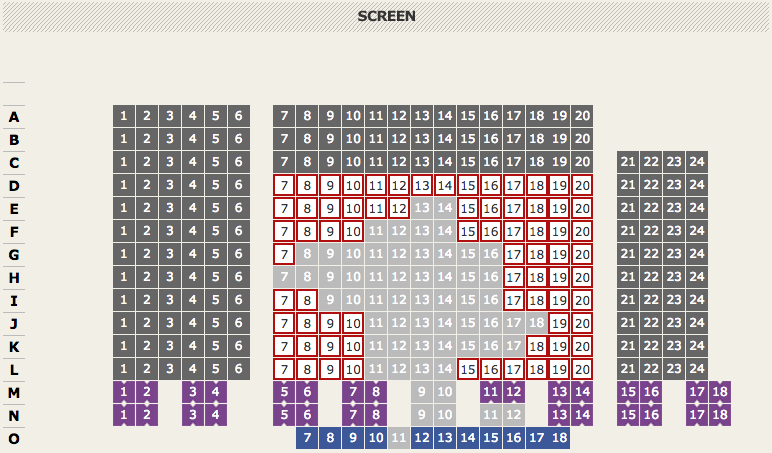 SCREEN
A 1 2 3 4 5 6 7 8 9 10 11 12 13 14 15 16 17 18 19 20
B 1 2 3 4 5 6 7 8 9 10 11 12 13 14 15 16 17 18 19 20
C 1 2 3 4 5 6 7 8 9 10 11 12 13 14 15 16 17 18 19 20 21 22 23 24
D 1 2 3 4 5 6 7 8 9 10 11 12 13 14 15 16 17 18 19 20 21 22 23 24
E 1 2 3 4 5 6 7 8 9 10 11 12 13 14 15 16 17 18 19 20 21 22 23 24
F 1 2 3 4 5 6 7 8 9 10 11 12 13 14 15 16 17 18 19 20 21 22 23 24
G 1 2 3 4 5 6 7 8 9 10 11 12 13 14 15 16 17 18 19 20 21 22 23 24
H 1 2 3 4 5 6 7 8 9 10 11 12 13 14 15 16 17 18 19 20 21 22 23 24
I 1 2 3 4 5 6 7 8 9 10 11 12 13 14 15 16 17 18 19 20 21 22 23 24
J 1 2 3 4 5 6 7 8 9 10 11 12 13 14 15 16 17 18 19 20 21 22 23 24
K 1 2 3 4 5 6 7 8 9 10 11 12 13 14 15 16 17 18 19 20 21 22 23 24
L 1 2 3 4 5 6 7 8 9 10 11 12 13 14 15 16 17 18 19 20 21 22 23 24
M 1 2 3 4 5 6 7 8 9 10 11 12 13 14 15 16 17 18
N 1 2 3 4 5 6 7 8 9 10 11 12 13 14 15 16 17 18
O 7 8 9 10 11 12 13 14 15 16 17 18